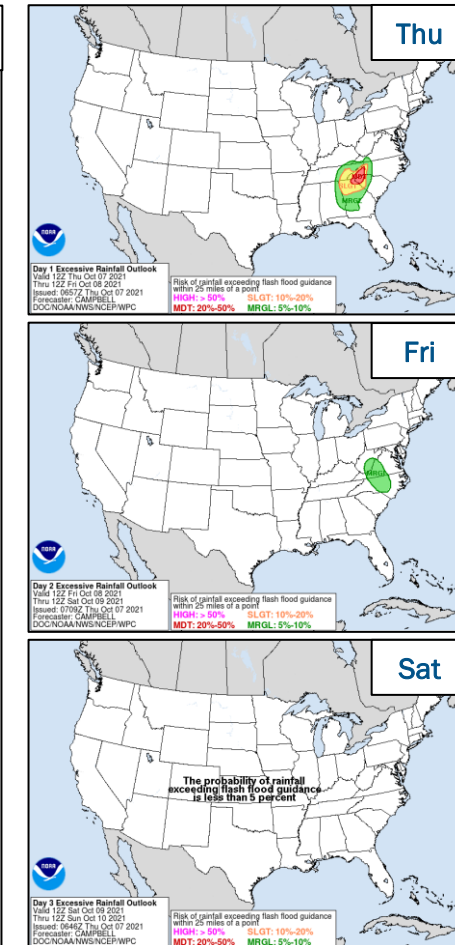 Thu
MDT
SLGT
MRGL
NOAA
Day 1 Excessive Rainfall Outlook
Valid 12Z Thu Oct 07 2021
Thru 12Z Fri Oct 08 2021
Issued: 0657Z Thu Oct 07 2021
Forecaster: CAMPBELL
DOC/NOAA/NWS/NCEP/WPC
Risk of rainfall exceeding flash flood guidance
within 25 miles of a point
HIGH: > 50% SLGT: 10%-20%
MDT: 20%-50% MRGL: 5%-10%
Fri
MRGL
NOAA
Day 2 Excessive Rainfall Outlook
Valid 12Z Fri Oct 08 2021
Thru 12Z Sat Oct 09 2021
Issued: 0709Z Thu Oct 07 2021
Forecaster: CAMPBELL
DOC/NOAA/NWS/NCEP/WPC
Risk of rainfall exceeding flash flood guidance
within 25 miles of a point
HIGH: > 50% SLGT: 10%-20%
MDT: 20%-50% MRGL: 5%-10%
Sat
The probability of rainfall
exceeding flash flood guidance
is less than 5 percent
NOAA
Day 3 Excessive Rainfall Outlook
Valid 12Z Sat Oct 09 2021
Thru 12Z Sun Oct 10 2021
Issued: 0646Z Thu Oct 07 2021
Forecaster: CAMPBELL
DOC/NOAA/NWS/NCEP/WPC
Risk of rainfall exceeding flash flood guidance
within 25 miles of a point
HIGH: > 50% SLGT: 10%-20%
MDT: 20%-50% MRGL: 5%-10%